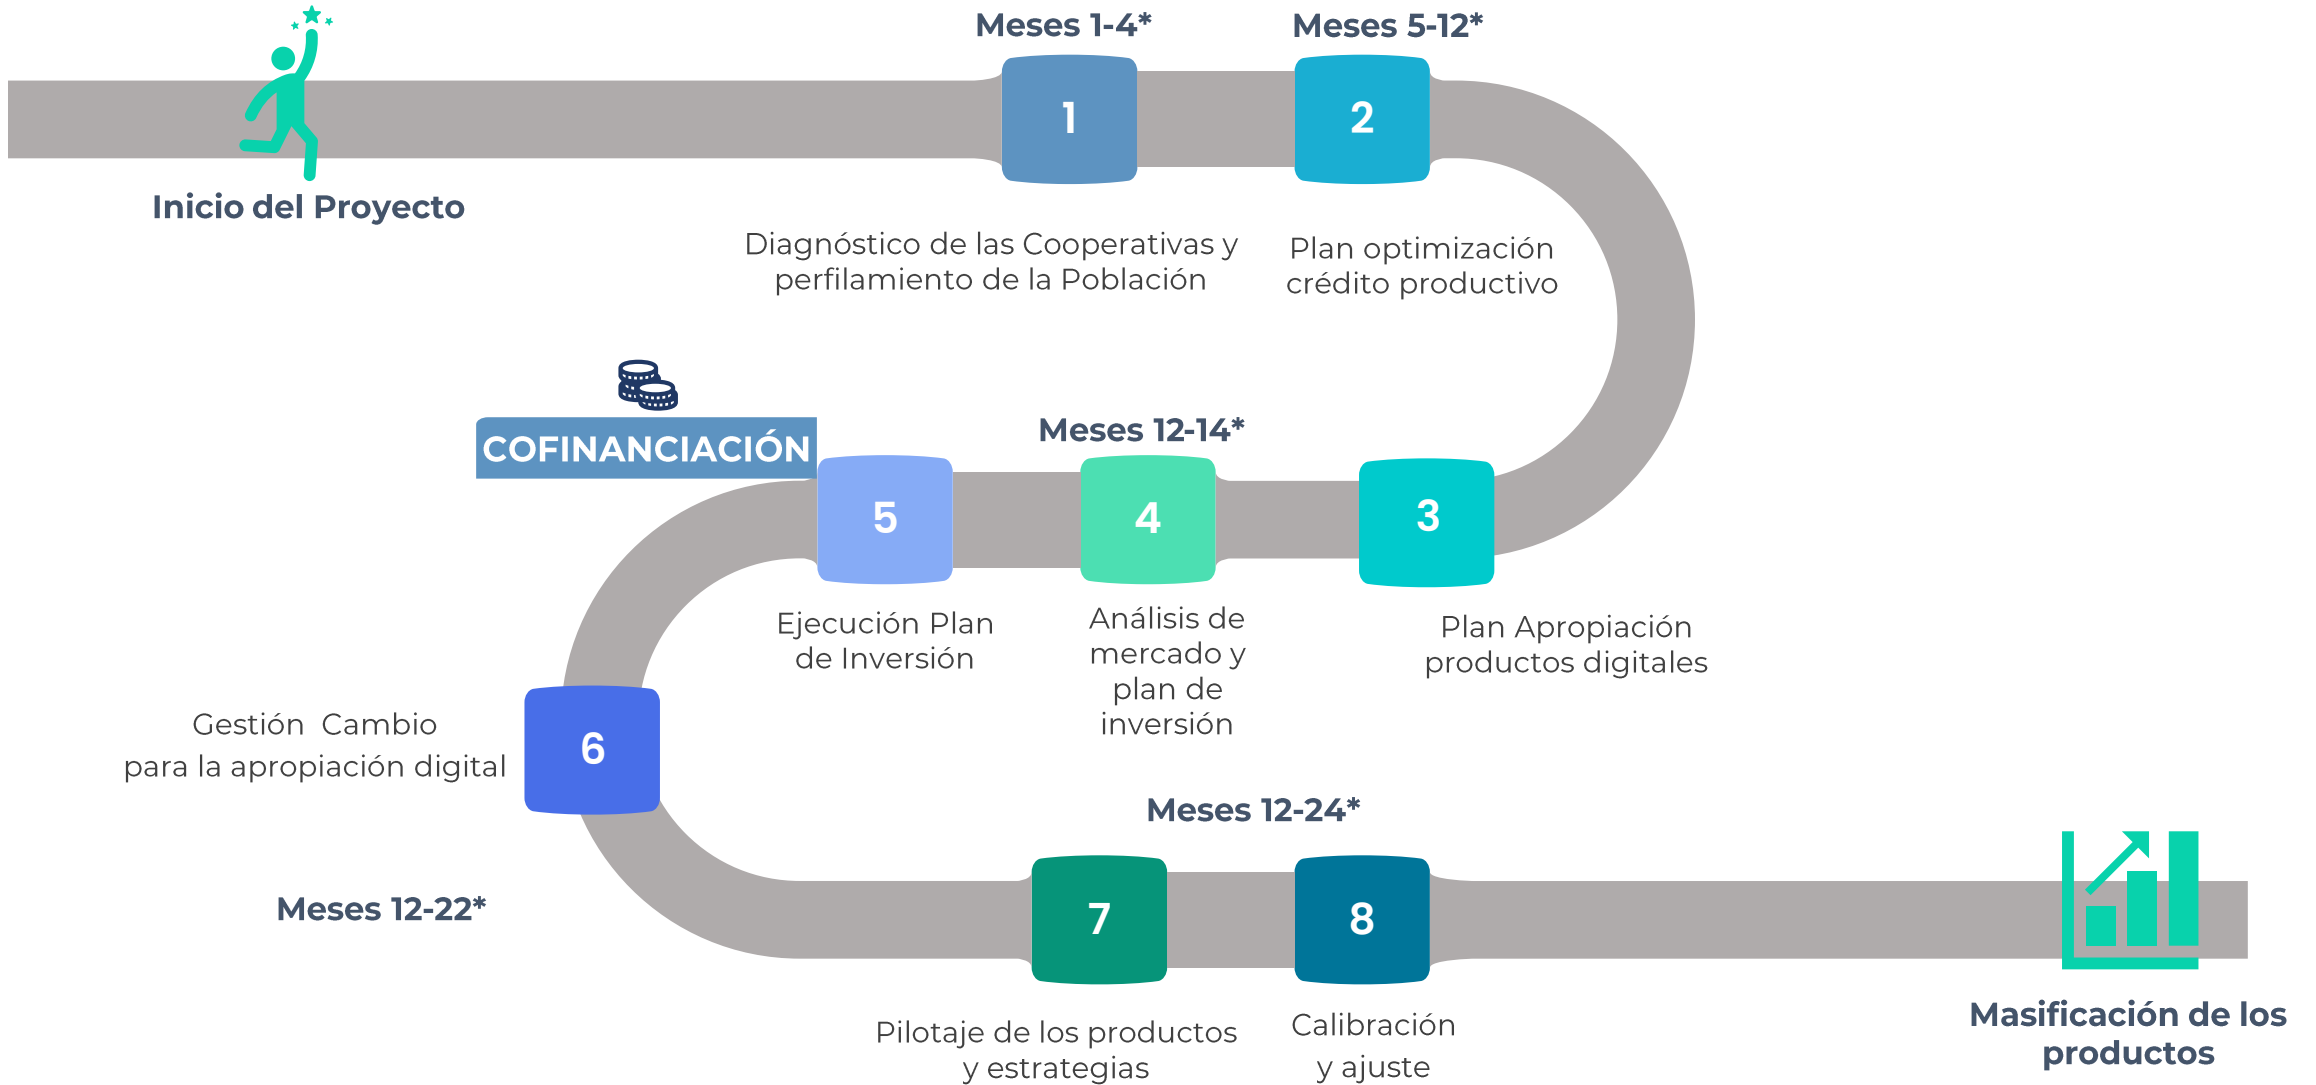 Meses 1-4*
Meses 5-12*
1
2
Inicio del Proyecto
Diagnóstico de las Cooperativas y
perfilamiento de la Población
Plan optimización
crédito productivo
COFINANCIACIÓN
Meses 12-14*
5
4
3
Ejecución Plan
de Inversión
Análisis de
mercado y
plan de
inversión
Plan Apropiación
productos digitales
Gestión  Cambio
para la apropiación digital
6
Meses 12-22*
Meses 12-24*
7
8
Pilotaje de los productos
y estrategias
Calibración
y ajuste
Masificación de los
productos